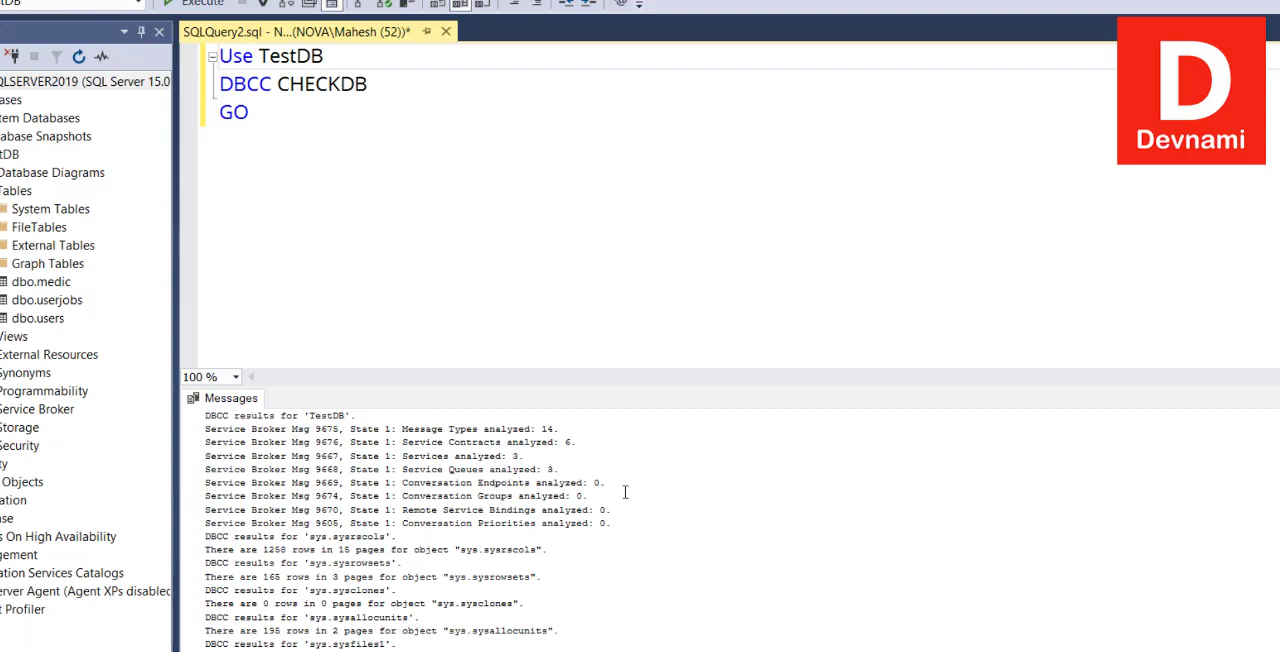 tDB
Execute
SQLQuery2.sql - N...(NOVA\Mahesh (52))*
Use TestDB
DBCC CHECKDB
GO
Devnami
QLSERVER2019 (SQL Server 15.0
ases
tem Databases
abase Snapshots
tDB
Database Diagrams
Tables
System Tables
FileTables
External Tables
Graph Tables
dbo.medic
dbo.userjobs
dbo.users
Views
External Resources
Synonyms
Programmability
Service Broker
Storage
Security
ty
Objects
ation
se
s On High Availability
gement
ation Services Catalogs
erver Agent (Agent XPs disabled
t Profiler
100 %
Messages
DBCC results for 'TestDB'.
Service Broker Msg 9675, State 1: Message Types analyzed: 14.
Service Broker Msg 9676, State 1: Service Contracts analyzed: 6.
Service Broker Msg 9667, State 1: Services analyzed: 3.
Service Broker Msg 9668, State 1: Service Queues analyzed: 3.
Service Broker Msg 9669, State 1: Conversation Endpoints analyzed: 0.
Service Broker Msg 9674, State 1: Conversation Groups analyzed: 0.
Service Broker Msg 9670, State 1: Remote Service Bindings analyzed: 0.
Service Broker Msg 9605, State 1: Conversation Priorities analyzed: 0.
DBCC results for 'sys.sysrscols'.
There are 1258 rows in 15 pages for object "sys.sysrscols".
DBCC results for 'sys.sysrowsets'.
There are 165 rows in 3 pages for object "sys.sysrowsets".
DBCC results for 'sys.sysclones'.
There are 0 rows in 0 pages for object "sys.sysclones".
DBCC results for 'sys.sysallocunits'.
There are 195 rows in 2 pages for object "sys.sysallocunits".
DBCC results for 'sys.sysfiles1'.